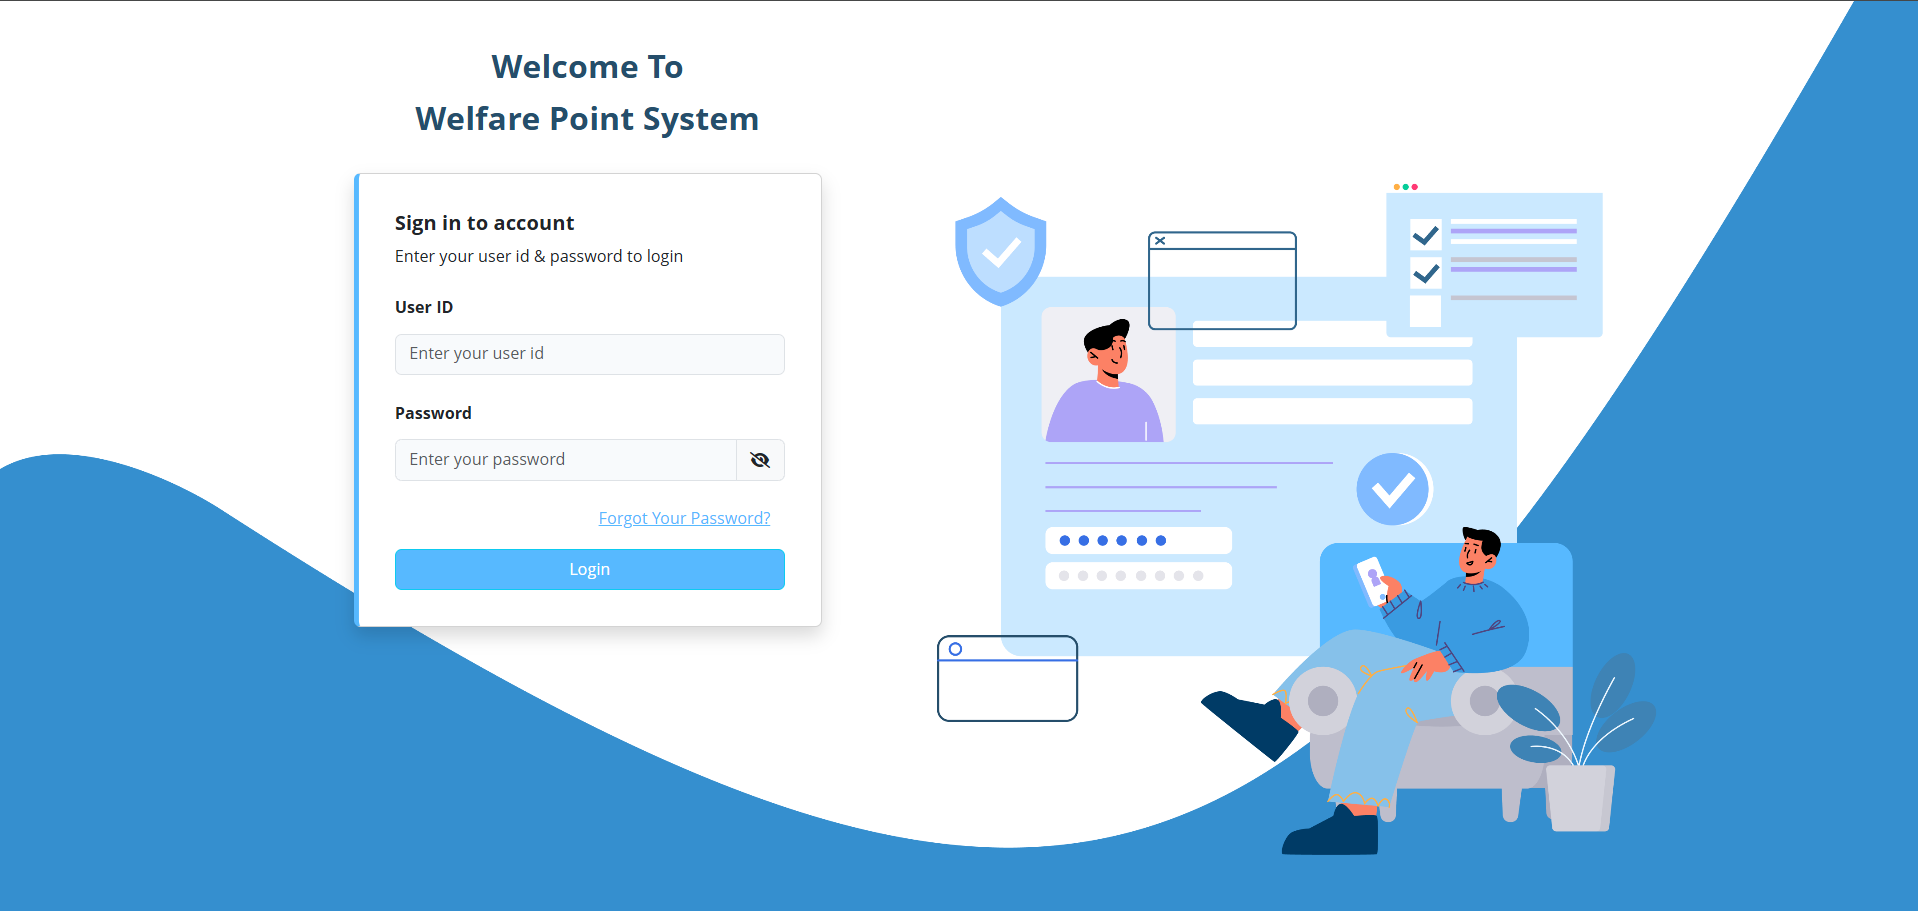 Welcome To
Welfare Point System
Sign in to account
Enter your user id & password to login
User ID
Enter your user id
Password
Enter your password
Forgot Your Password?
Login